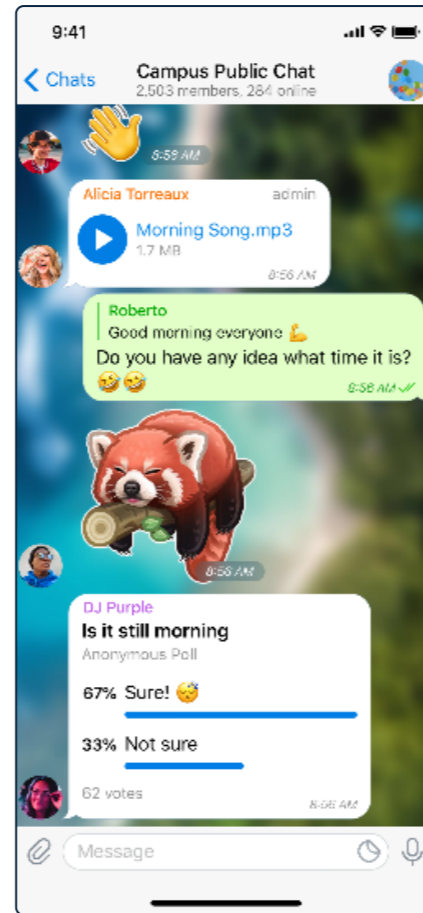 9:41
Chats
Campus Public Chat
2,503 members, 284 online
8:56 AM
Alicia Torreaux admin
Morning Song.mp3
1.7 MB
8:56 AM
Roberto
Good morning everyone 💪
Do you have any idea what time it is?
🤣🤣
8:56 AM
8:56 AM
DJ Purple
Is it still morning
Anonymous Poll
67% Sure! 😴
33% Not sure
62 votes
8:56 AM
Message